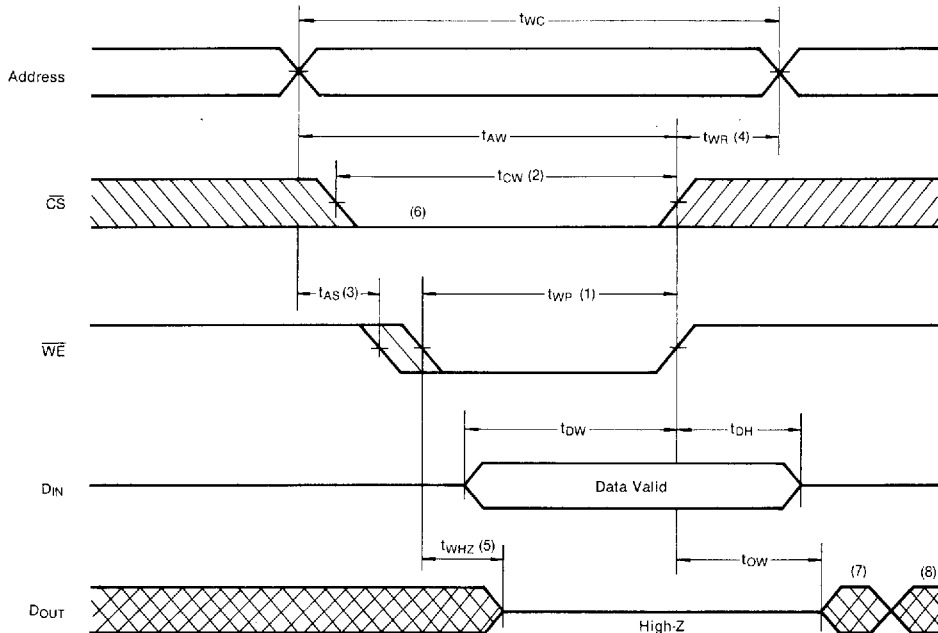 tWC
Address
tAW
tWR (4)
tCW (2)
CS
(6)
tAS (3)
tWP (1)
WE
tDW
tDH
DIN
Data Valid
tWHZ (5)
tOW
(7)
(8)
DOUT
High-Z